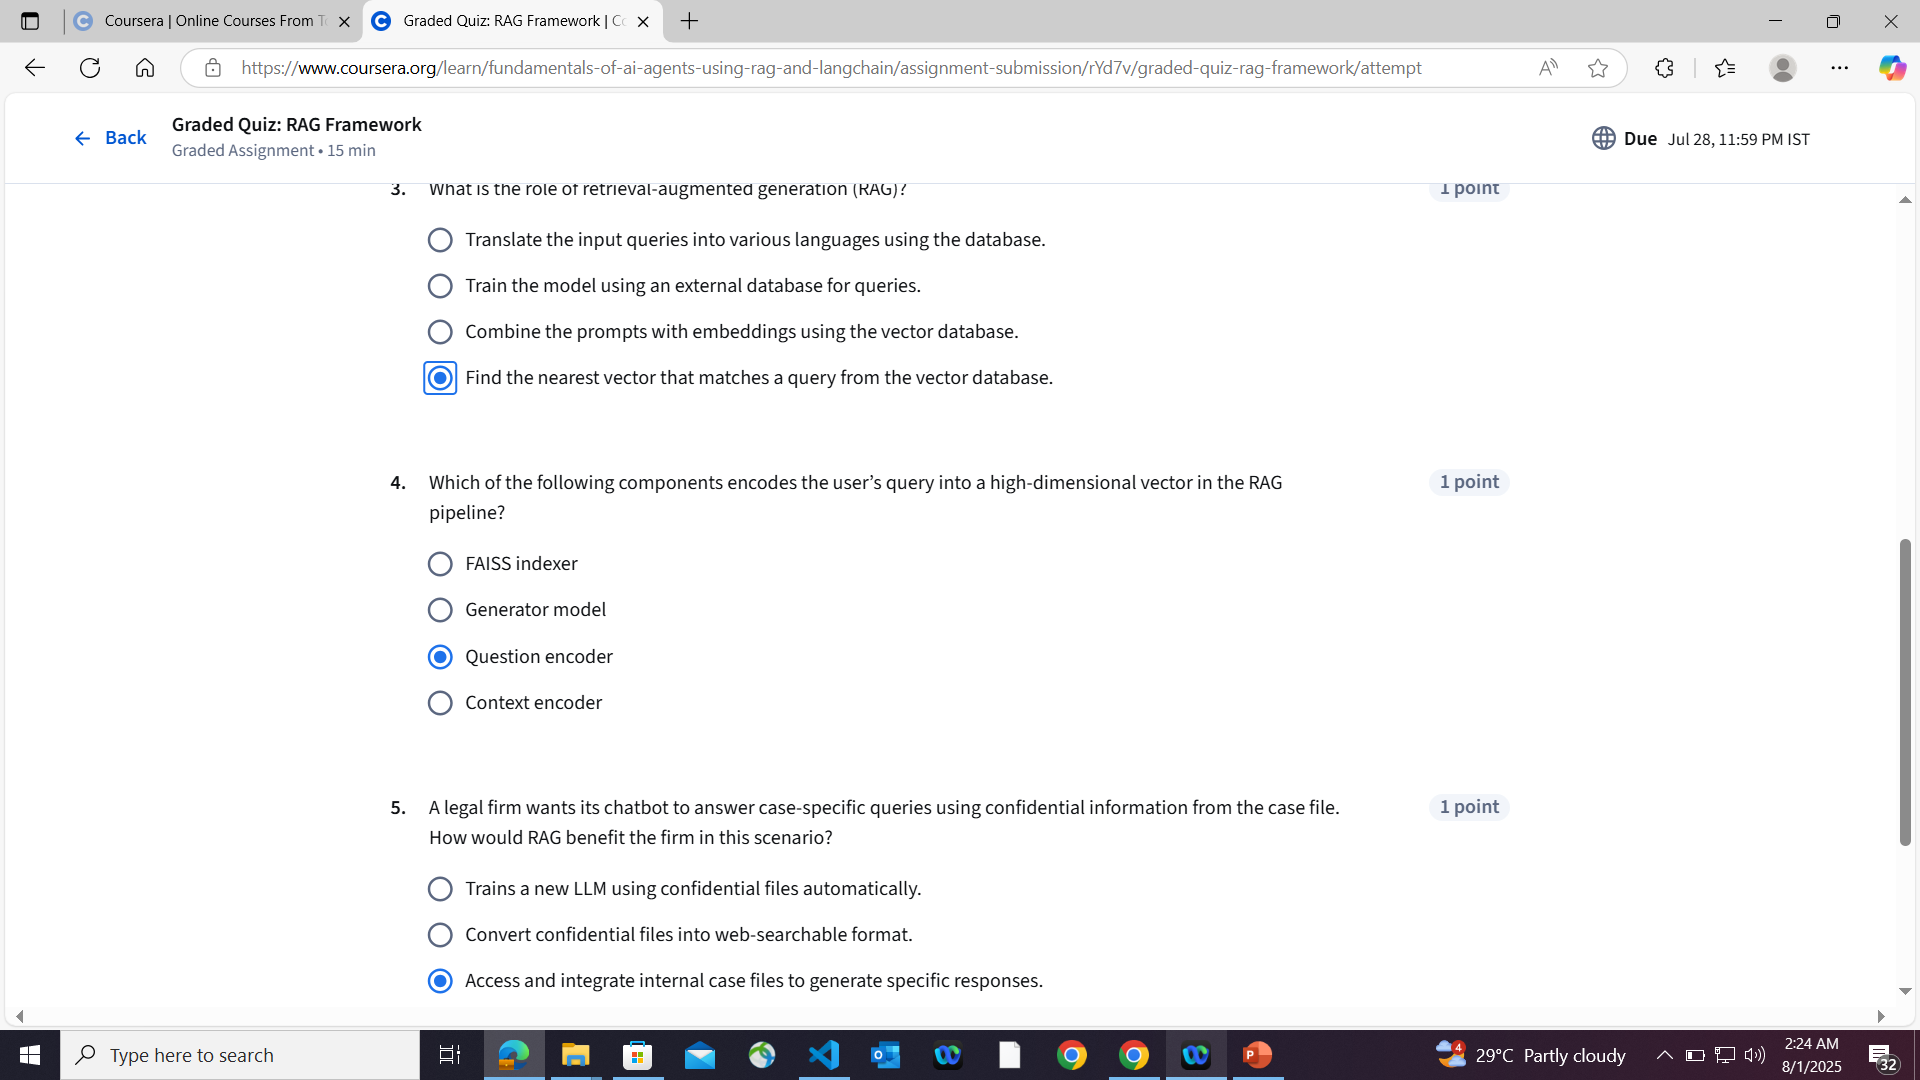 Coursera | Online Courses From T
Graded Quiz: RAG Framework | Co
https://www.coursera.org/learn/fundamentals-of-ai-agents-using-rag-and-langchain/assignment-submission/rYd7v/graded-quiz-rag-framework/attempt
Back
Graded Quiz: RAG Framework
Graded Assignment • 15 min
Due Jul 28, 11:59 PM IST
3. What is the role of retrieval-augmented generation (RAG)? 1 point
Translate the input queries into various languages using the database.
Train the model using an external database for queries.
Combine the prompts with embeddings using the vector database.
Find the nearest vector that matches a query from the vector database.
4. Which of the following components encodes the user’s query into a high-dimensional vector in the RAG 1 point
pipeline?
FAISS indexer
Generator model
Question encoder
Context encoder
5. A legal firm wants its chatbot to answer case-specific queries using confidential information from the case file. 1 point
How would RAG benefit the firm in this scenario?
Trains a new LLM using confidential files automatically.
Convert confidential files into web-searchable format.
Access and integrate internal case files to generate specific responses.
Type here to search
4
29°C Partly cloudy
2:24 AM
8/1/2025
32